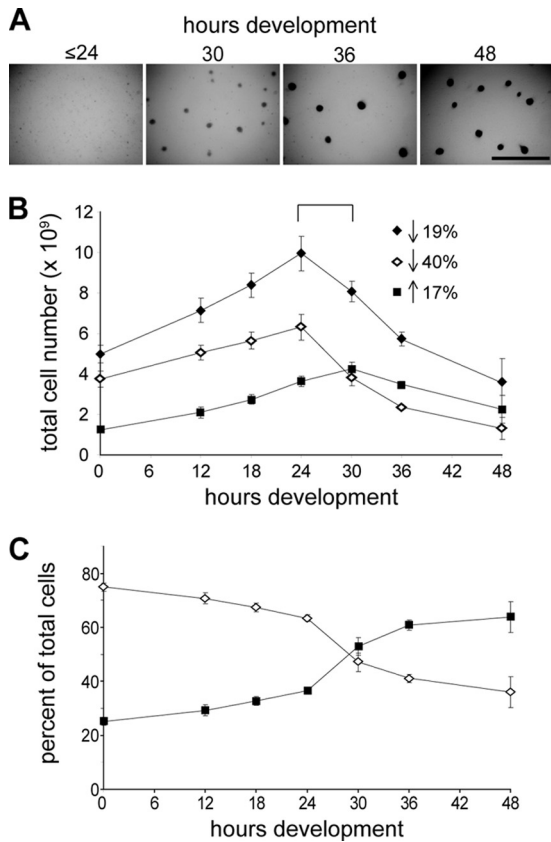 A
hours development
≤24 30 36 48
B
total cell number (x 10⁹)
12
10
8
6
4
2
0
↓ 19%
↓ 40%
↑ 17%
0 6 12 18 24 30 36 42 48
hours development
C
percent of total cells
80
60
40
20
0
0 6 12 18 24 30 36 42 48
hours development